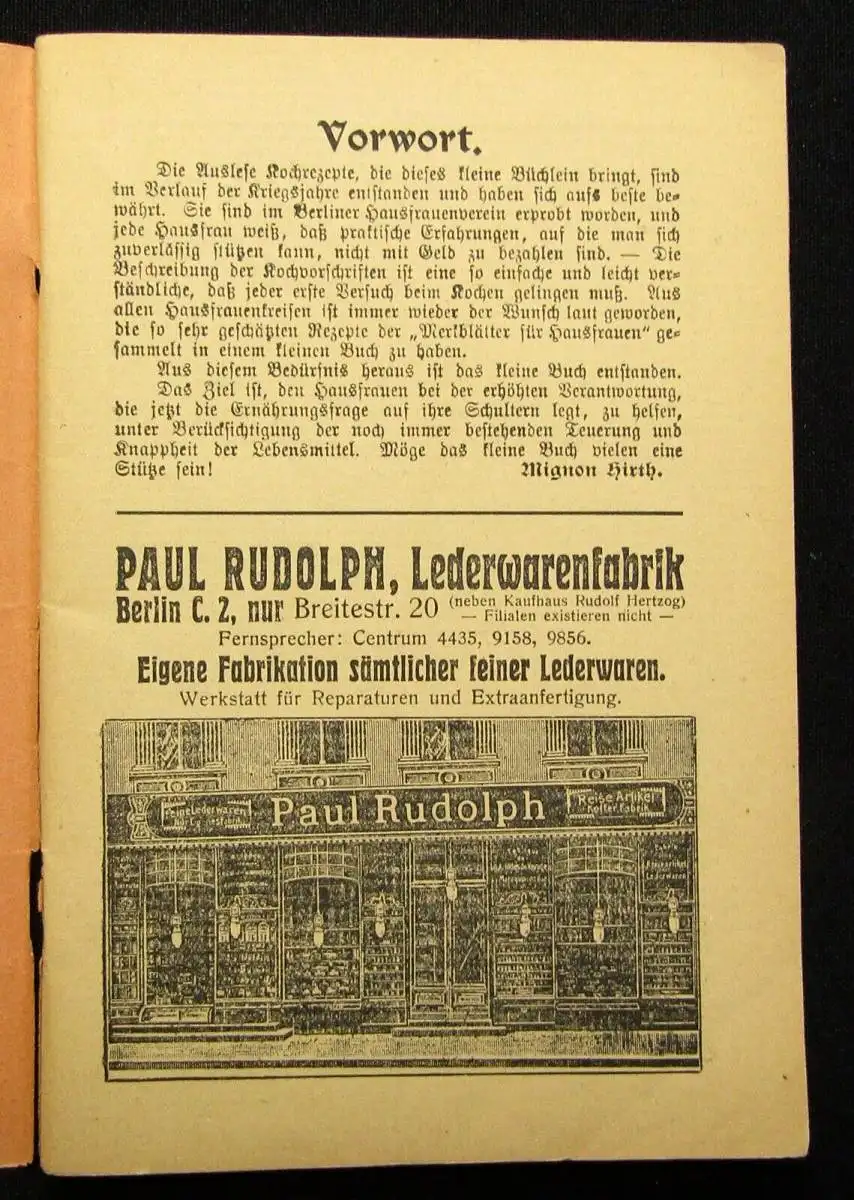 Vorwort.
Die Auslese Kochrezepte, die dieses kleine Büchlein bringt, sind
im Verlauf der Kriegsjahre entstanden und haben sich aufs beste be-
währt. Sie sind im Berliner Hausfrauenverein erprobt worden, und
jede Hausfrau weiß, daß praktische Erfahrungen, auf die man sich
zuverlässig stützen kann, nicht mit Geld zu bezahlen sind. — Die
Beschreibung der Kochvorschriften ist eine so einfache und leicht ver-
ständliche, daß jeder erste Versuch beim Kochen gelingen muß. Aus
allen Hausfrauenkreisen ist immer wieder der Wunsch laut geworden,
die so sehr geschätzten Rezepte der „Merkblätter für Hausfrauen“ ge-
sammelt in einem kleinen Buch zu haben.
Aus diesem Bedürfnis heraus ist das kleine Buch entstanden.
Das Ziel ist, den Hausfrauen bei der erhöhten Verantwortung,
die jetzt die Ernährungsfrage auf ihre Schultern legt, zu helfen,
unter Berücksichtigung der noch immer bestehenden Teuerung und
Knappheit der Lebensmittel. Möge das kleine Buch vielen eine
Stütze sein! Mignon Hirth.
PAUL RUDOLPH, Lederwarenfabrik
Berlin C. 2, nur Breitestr. 20 (neben Kaufhaus Rudolf Hertzog)
— Filialen existieren nicht —
Fernsprecher: Centrum 4435, 9158, 9856.
Eigene Fabrikation sämtlicher feiner Lederwaren.
Werkstatt für Reparaturen und Extraanfertigung.
Feine Lederwaren
Paul Rudolph
Reise Artikel
Koffer Fabrik
Lederwaren